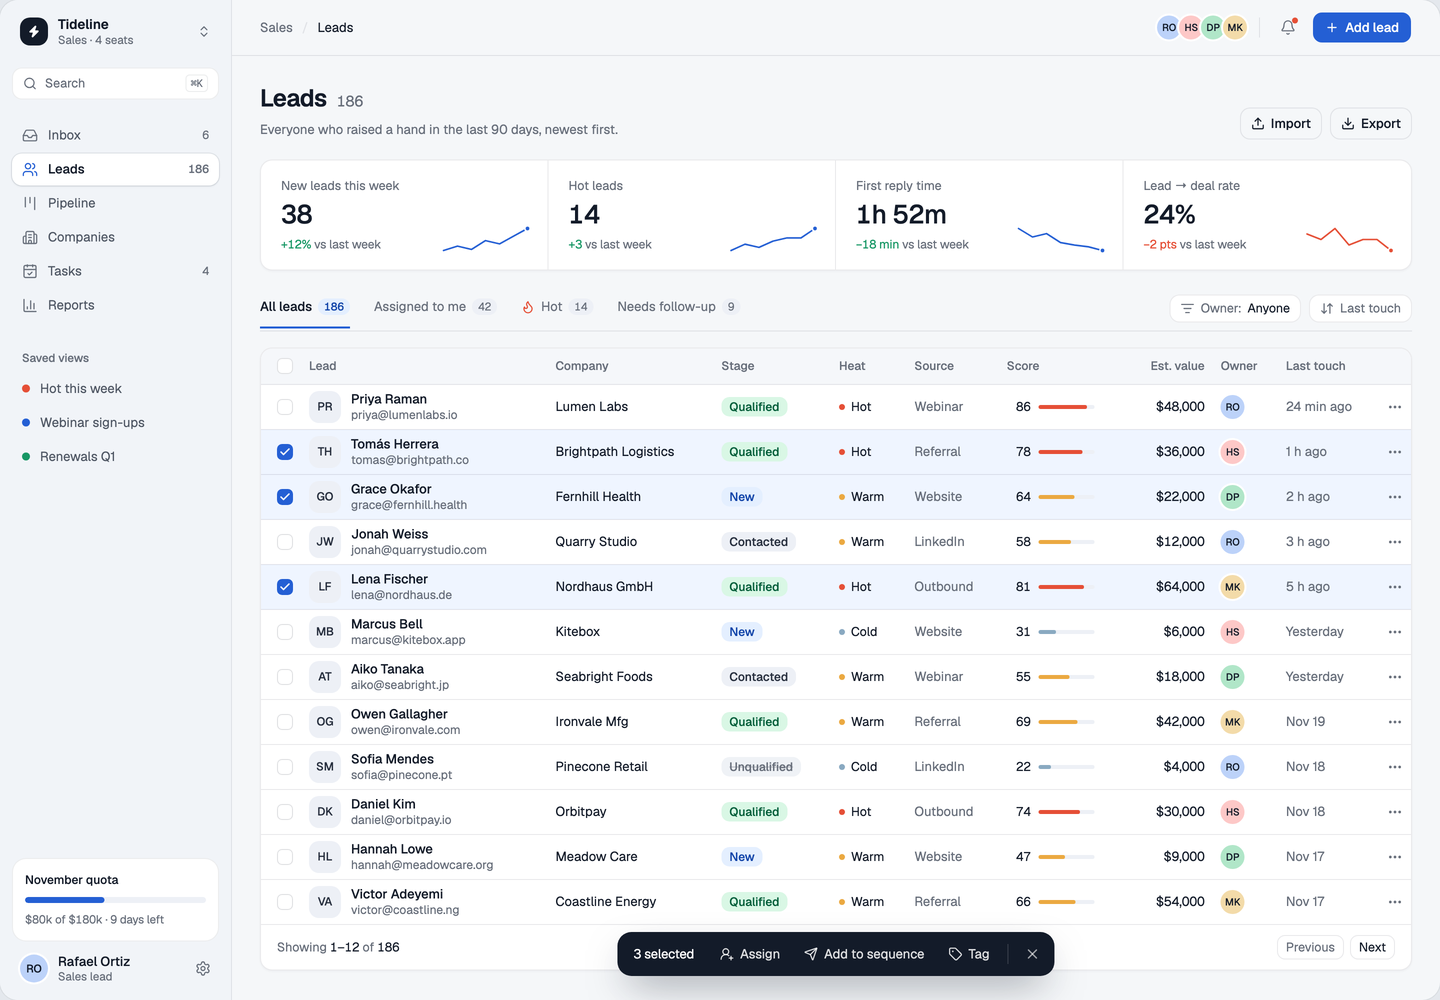 Tideline
Sales · 4 seats
Search ⌘K
Inbox 6
Leads 186
Pipeline
Companies
Tasks 4
Reports
Saved views
Hot this week
Webinar sign-ups
Renewals Q1
November quota
$80k of $180k · 9 days left
RO Rafael Ortiz
Sales lead
Sales / Leads
RO HS DP MK
+ Add lead
Leads 186
Everyone who raised a hand in the last 90 days, newest first.
Import Export
New leads this week
38
+12% vs last week
Hot leads
14
+3 vs last week
First reply time
1h 52m
−18 min vs last week
Lead → deal rate
24%
−2 pts vs last week
All leads 186 Assigned to me 42 Hot 14 Needs follow-up 9
Owner: Anyone Last touch
Lead Company Stage Heat Source Score Est. value Owner Last touch
PR Priya Raman Lumen Labs Qualified Hot Webinar 86 $48,000 RO 24 min ago
priya@lumenlabs.io
TH Tomás Herrera Brightpath Logistics Qualified Hot Referral 78 $36,000 HS 1 h ago
tomas@brightpath.co
GO Grace Okafor Fernhill Health New Warm Website 64 $22,000 DP 2 h ago
grace@fernhill.health
JW Jonah Weiss Quarry Studio Contacted Warm LinkedIn 58 $12,000 RO 3 h ago
jonah@quarrystudio.com
LF Lena Fischer Nordhaus GmbH Qualified Hot Outbound 81 $64,000 MK 5 h ago
lena@nordhaus.de
MB Marcus Bell Kitebox New Cold Website 31 $6,000 HS Yesterday
marcus@kitebox.app
AT Aiko Tanaka Seabright Foods Contacted Warm Webinar 55 $18,000 DP Yesterday
aiko@seabright.jp
OG Owen Gallagher Ironvale Mfg Qualified Warm Referral 69 $42,000 MK Nov 19
owen@ironvale.com
SM Sofia Mendes Pinecone Retail Unqualified Cold LinkedIn 22 $4,000 RO Nov 18
sofia@pinecone.pt
DK Daniel Kim Orbitpay Qualified Hot Outbound 74 $30,000 HS Nov 18
daniel@orbitpay.io
HL Hannah Lowe Meadow Care New Warm Website 47 $9,000 DP Nov 17
hannah@meadowcare.org
VA Victor Adeyemi Coastline Energy Qualified Warm Referral 66 $54,000 MK Nov 17
victor@coastline.ng
Showing 1–12 of 186
3 selected Assign Add to sequence Tag
Previous Next